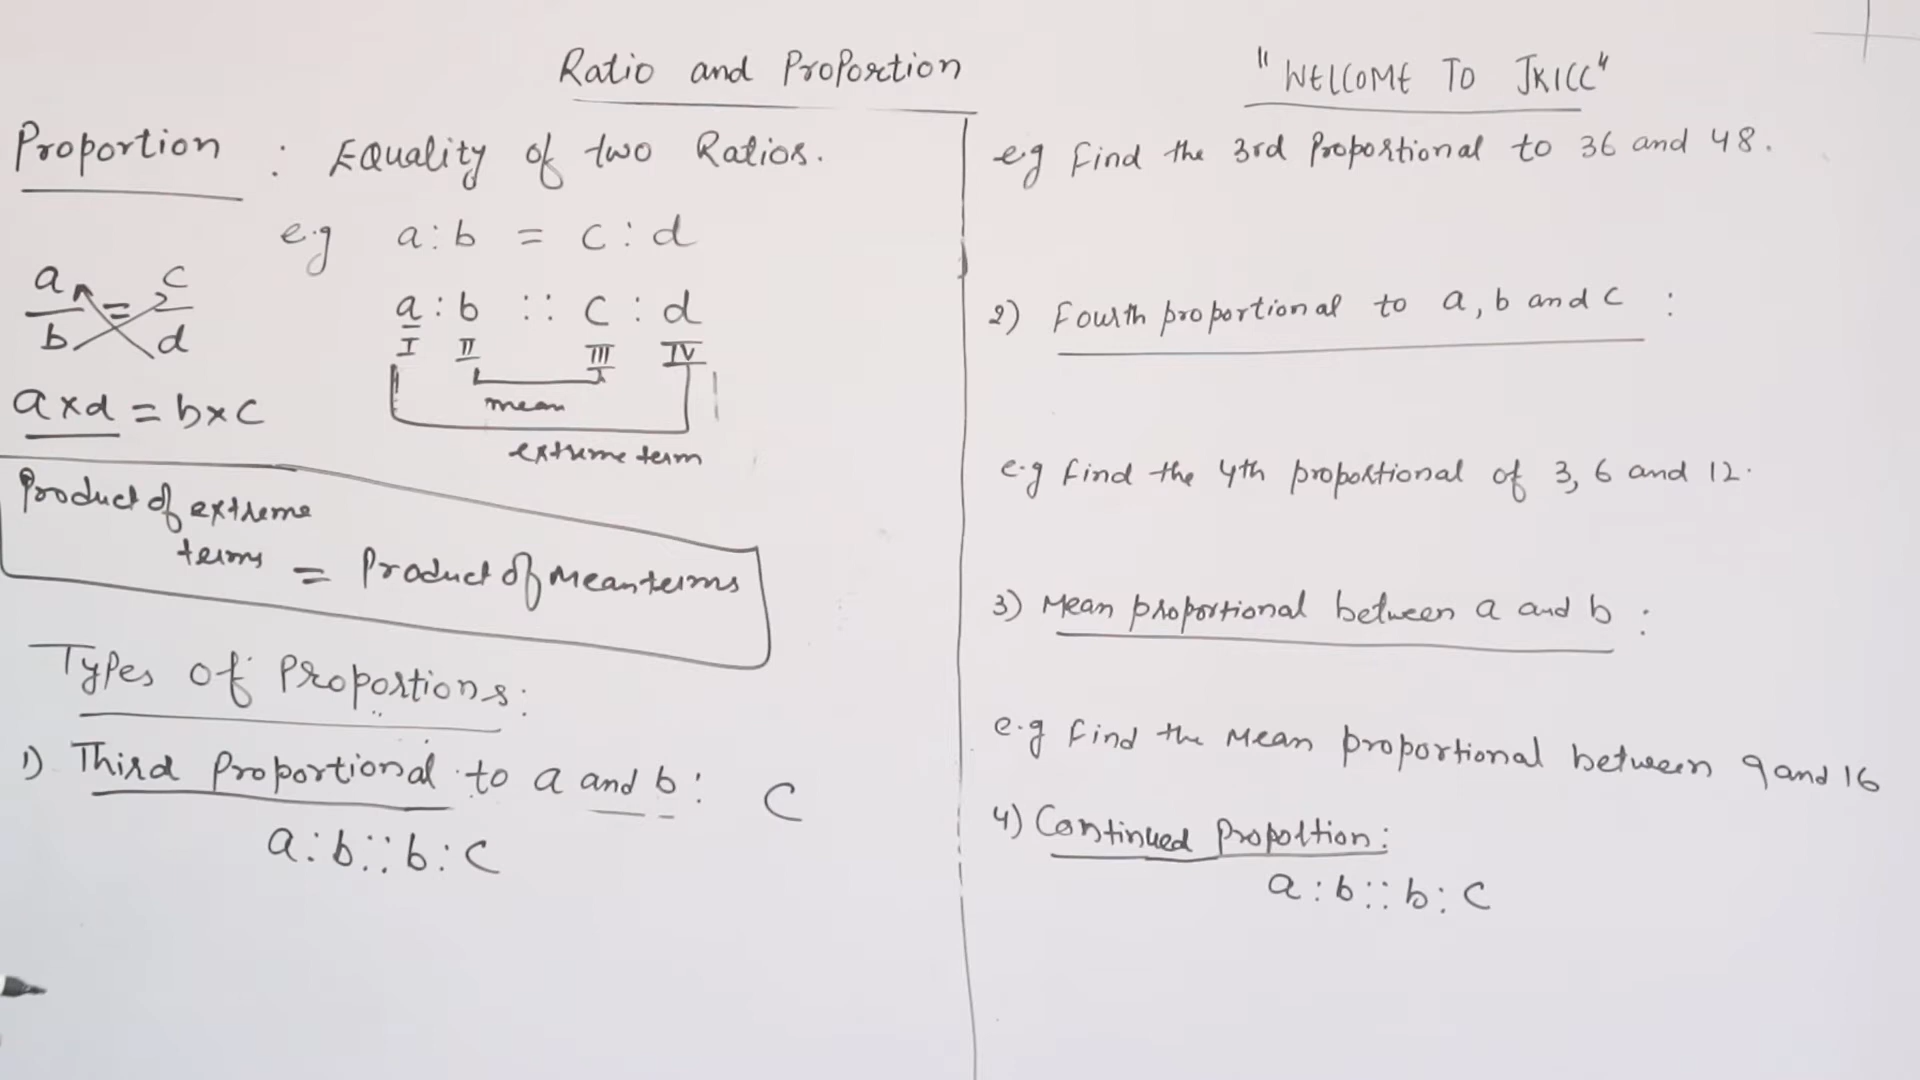 Ratio and Proportion
Proportion : Equality of two Ratios.
e.g a:b = c:d
a/b = c/d
a : b :: c : d
I II III IV
mean
a×d = b×c
extreme term
Product of extreme
terms = Product of Mean terms
Types of Proportions:
1) Third Proportional to a and b: c
a:b::b:c
"WELCOME TO JKICC"
e.g Find the 3rd Proportional to 36 and 48.
2) Fourth proportional to a, b and c :
e.g Find the 4th proportional of 3, 6 and 12.
3) Mean proportional between a and b :
e.g Find the Mean proportional between 9 and 16
4) Continued Proportion:
a:b::b:c